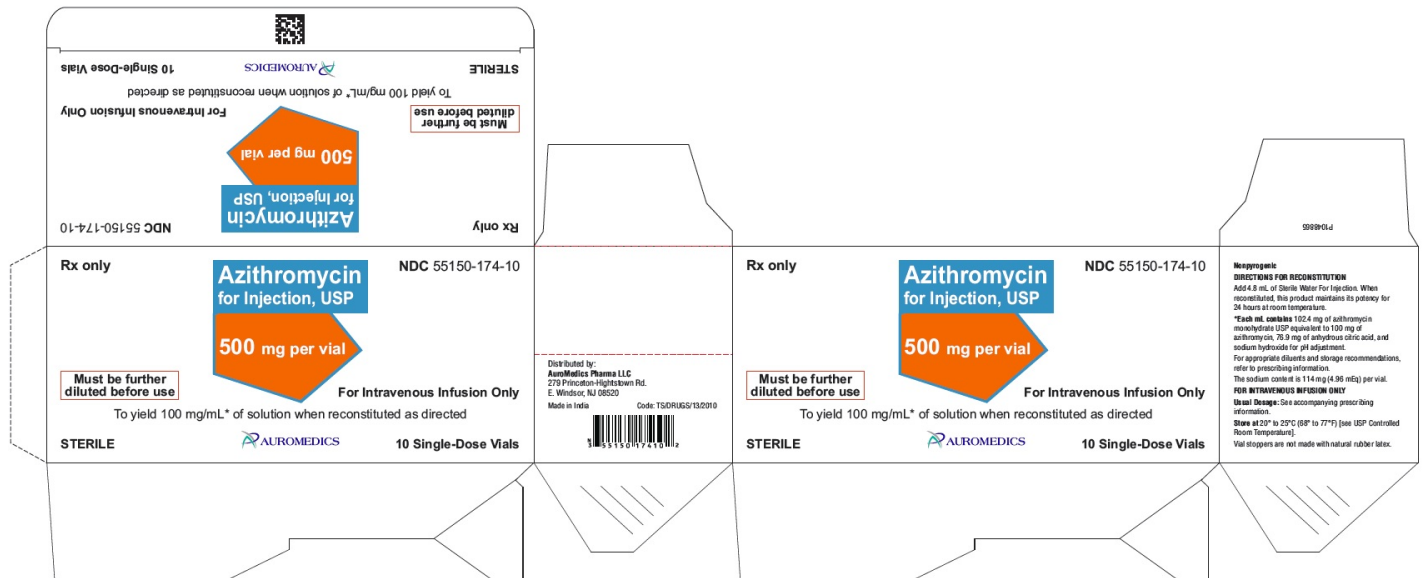 STERILE
AUROMEDICS
10 Single-Dose Vials
To yield 100 mg/mL* of solution when reconstituted as directed
Must be further
diluted before use
For Intravenous Infusion Only
500 mg per vial
Azithromycin
for Injection, USP
Rx only
NDC 55150-174-10
Rx only
Azithromycin
for Injection, USP
NDC 55150-174-10
500 mg per vial
Must be further
diluted before use
For Intravenous Infusion Only
To yield 100 mg/mL* of solution when reconstituted as directed
STERILE
AUROMEDICS
10 Single-Dose Vials
Distributed by:
AuroMedics Pharma LLC
279 Princeton-Hightstown Rd.
E. Windsor, NJ 08520
Made in India
Code: TS/DRUGS/13/2010
N
3 55150 17410 2
Rx only
Azithromycin
for Injection, USP
NDC 55150-174-10
500 mg per vial
Must be further
diluted before use
For Intravenous Infusion Only
To yield 100 mg/mL* of solution when reconstituted as directed
STERILE
AUROMEDICS
10 Single-Dose Vials
P1048865
Nonpyrogenic
DIRECTIONS FOR RECONSTITUTION
Add 4.8 mL of Sterile Water For Injection. When
reconstituted, this product maintains its potency for
24 hours at room temperature.
*Each mL contains 102.4 mg of azithromycin
monohydrate USP equivalent to 100 mg of
azithromycin, 76.9 mg of anhydrous citric acid, and
sodium hydroxide for pH adjustment.
For appropriate diluents and storage recommendations,
refer to prescribing information.
The sodium content is 114 mg (4.96 mEq) per vial.
FOR INTRAVENOUS INFUSION ONLY
Usual Dosage: See accompanying prescribing
information.
Store at 20° to 25°C (68° to 77°F) [see USP Controlled
Room Temperature].
Vial stoppers are not made with natural rubber latex.